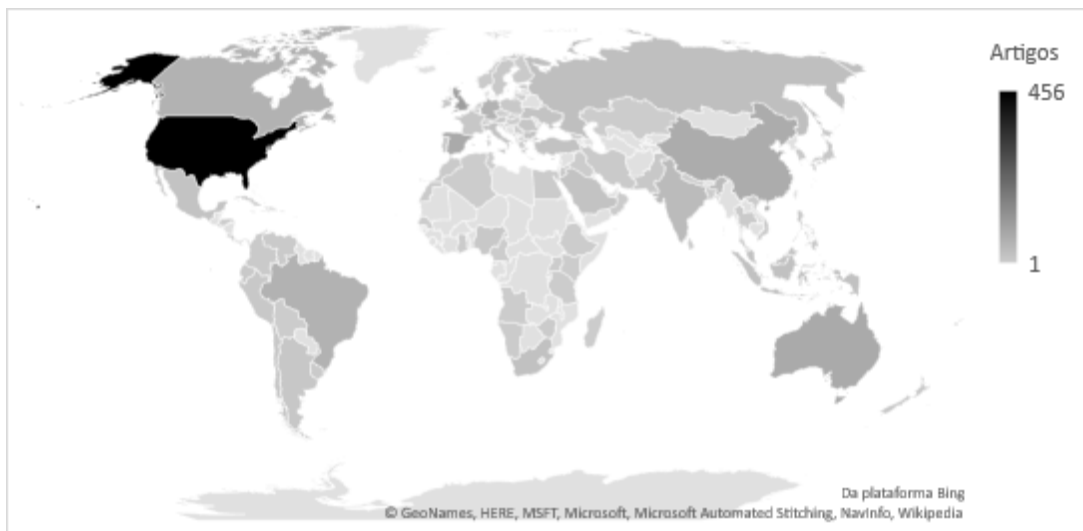 Artigos
456
1
Da plataforma Bing
© GeoNames, HERE, MSFT, Microsoft, Microsoft Automated Stitching, Navinfo, Wikipedia